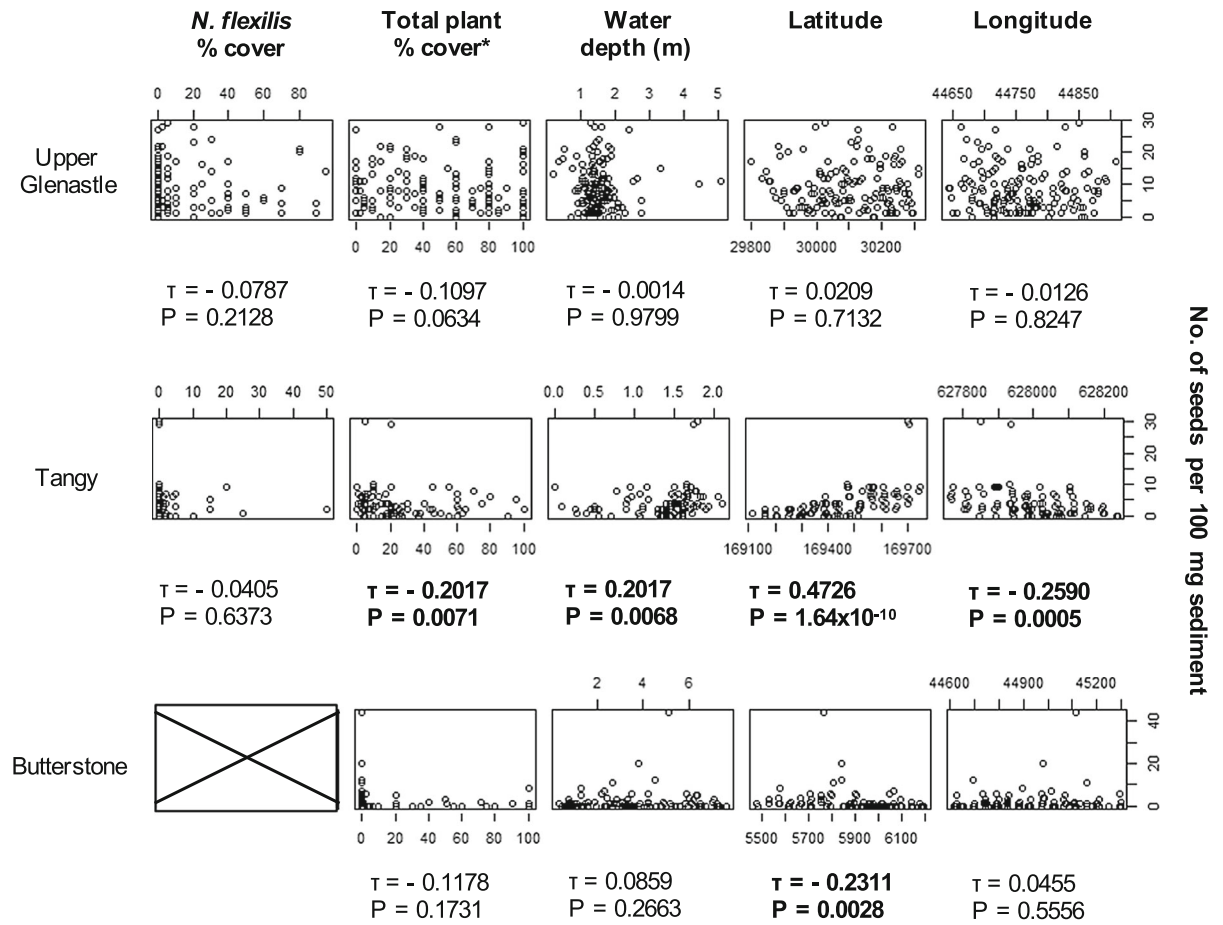 N. flexilis
% cover
Total plant
% cover*
Water
depth (m)
Latitude
Longitude
0 20 40 60 80
1 2 3 4 5
44650 44750 44850
Upper
Glenastle
30
20
10
0
0 20 40 60 80 100
29800 30000 30200
τ = - 0.0787
P = 0.2128
τ = - 0.1097
P = 0.0634
τ = - 0.0014
P = 0.9799
τ = 0.0209
P = 0.7132
τ = - 0.0126
P = 0.8247
No. of seeds per 100 mg sediment
0 10 20 30 40 50
0.0 0.5 1.0 1.5 2.0
627800 628000 628200
Tangy
30
20
10
0
0 20 40 60 80 100
169100 169400 169700
τ = - 0.0405
P = 0.6373
τ = - 0.2017
P = 0.0071
τ = 0.2017
P = 0.0068
τ = 0.4726
P = 1.64x10⁻¹⁰
τ = - 0.2590
P = 0.0005
2 4 6
44600 44900 45200
Butterstone
40
20
0
0 20 40 60 80 100
5500 5700 5900 6100
τ = - 0.1178
P = 0.1731
τ = 0.0859
P = 0.2663
τ = - 0.2311
P = 0.0028
τ = 0.0455
P = 0.5556